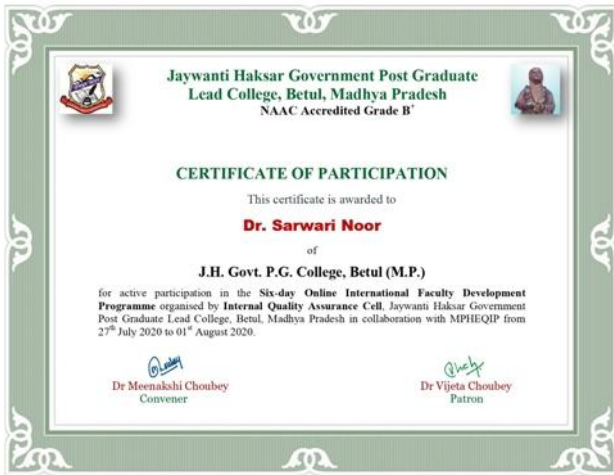 Jaywanti Haksar Government Post Graduate
Lead College, Betul, Madhya Pradesh
NAAC Accredited Grade B+
CERTIFICATE OF PARTICIPATION
This certificate is awarded to
Dr. Sarwari Noor
of
J.H. Govt. P.G. College, Betul (M.P.)
for active participation in the Six-day Online International Faculty Development
Programme organised by Internal Quality Assurance Cell, Jaywanti Haksar Government
Post Graduate Lead College, Betul, Madhya Pradesh in collaboration with MPHEQIP from
27th July 2020 to 01st August 2020.
Dr Meenakshi Choubey
Convener
Dr Vijeta Choubey
Patron